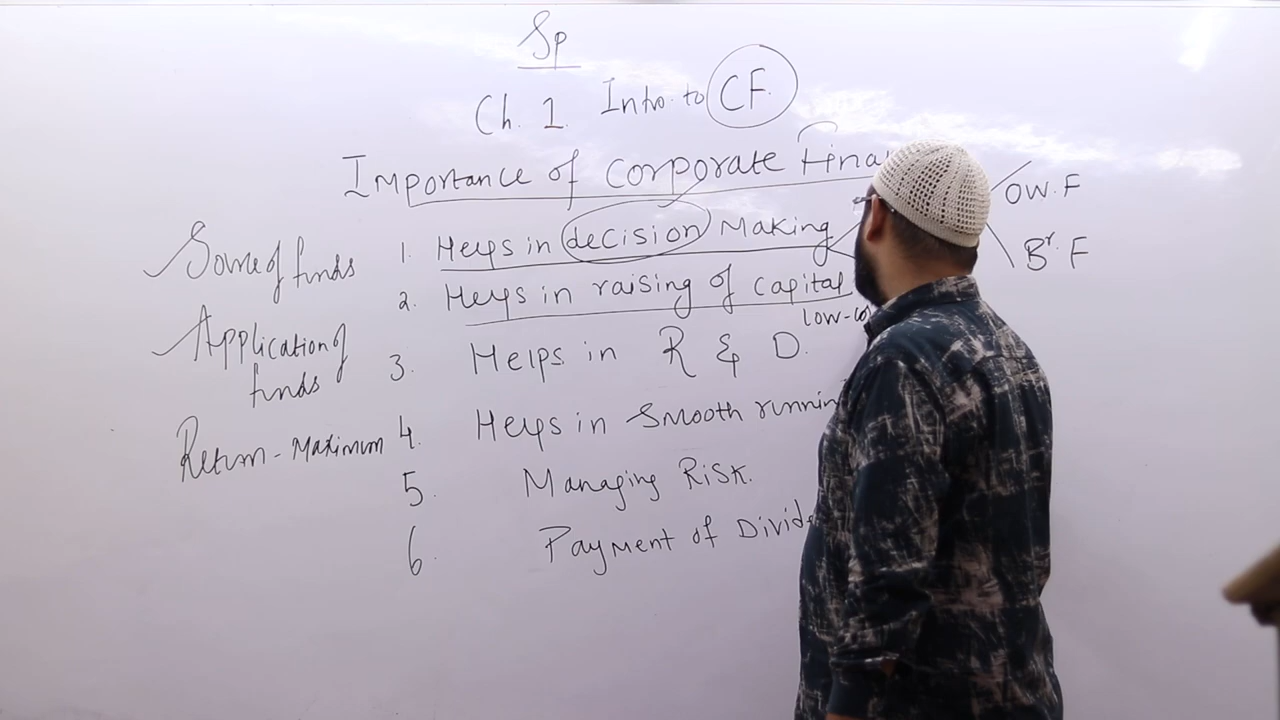 Sp
Ch. 1. Intro to CF.
Importance of Corporate Fina
1. Helps in decision Making
2. Helps in raising of capital
low-co
3. Helps in R & D.
4. Helps in Smooth runnin
5. Managing Risk.
6. Payment of Divide
Source of funds
Application of
funds
Return - Maximum
OW. F
Br. F